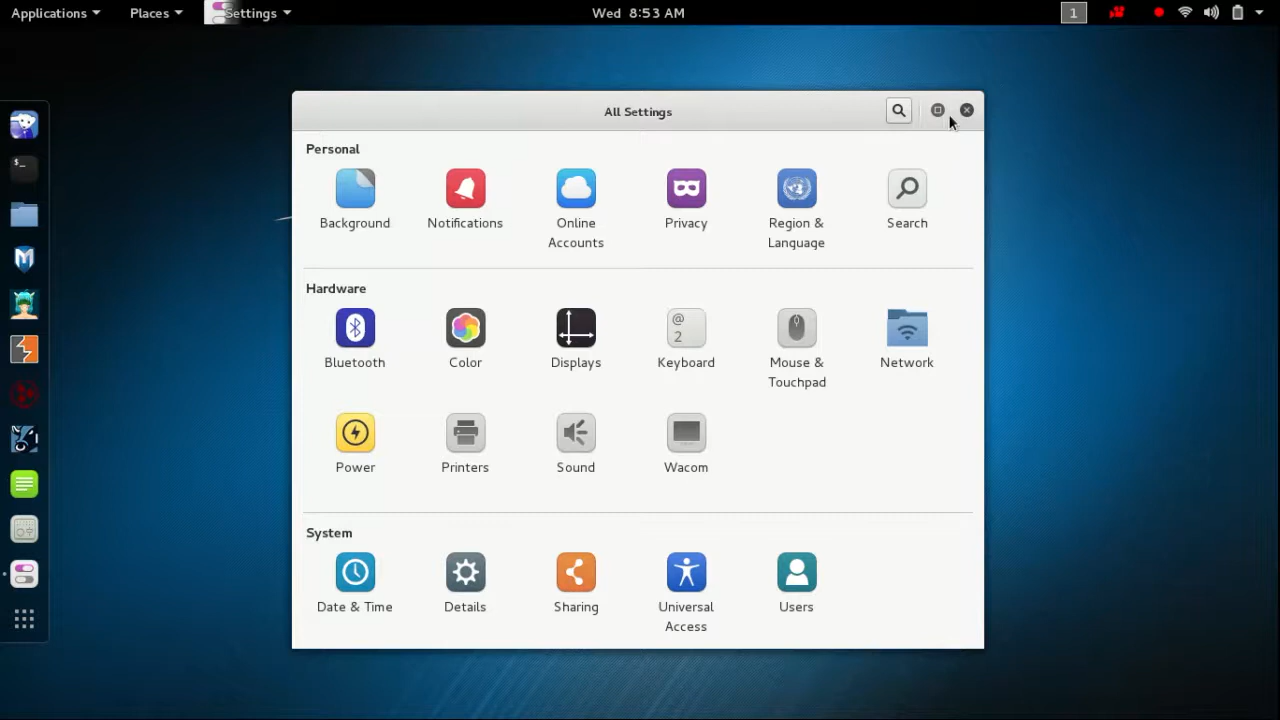 Applications Places Settings Wed 8:53 AM 1
All Settings
Personal
Background Notifications Online Accounts Privacy Region & Language Search
Hardware
Bluetooth Color Displays Keyboard Mouse & Touchpad Network
@
2
Power Printers Sound Wacom
System
Date & Time Details Sharing Universal Access Users
$_